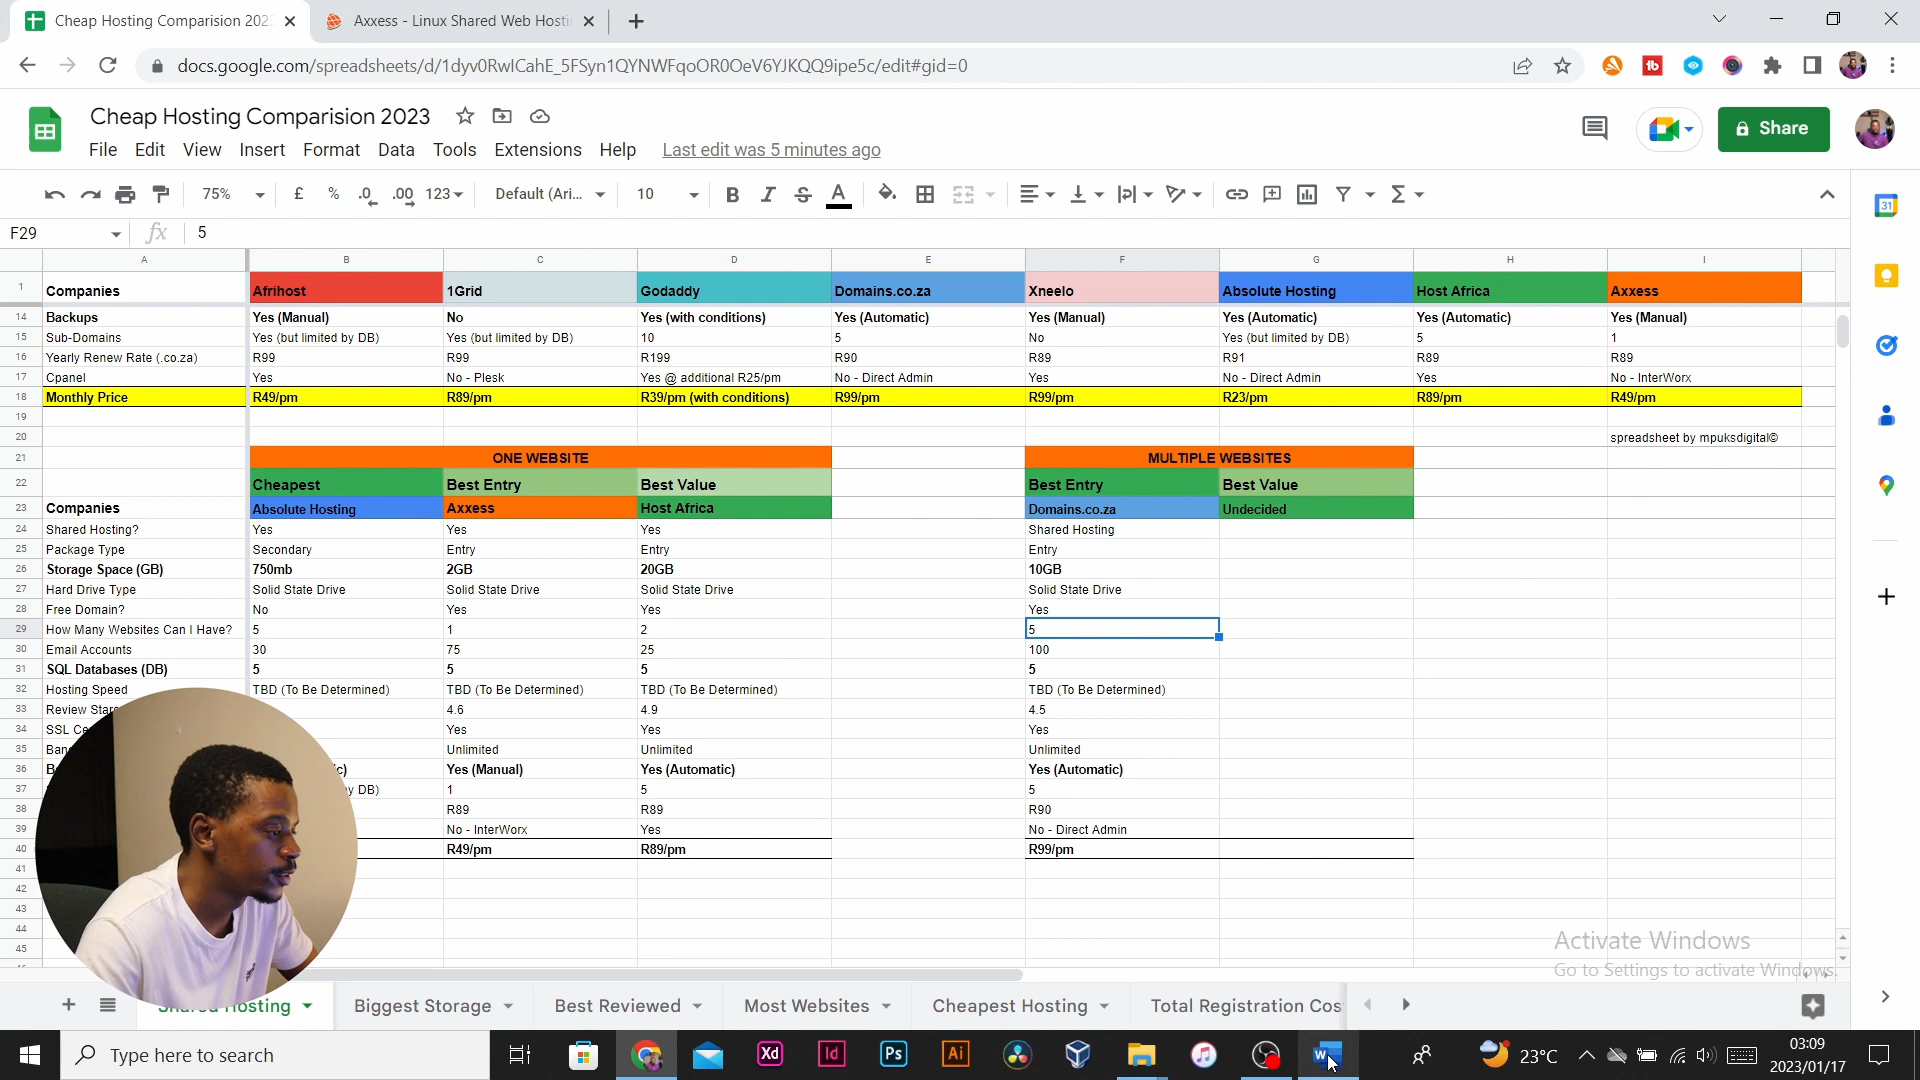 Cheap Hosting Comparision 202
Axxess - Linux Shared Web Hosti
docs.google.com/spreadsheets/d/1dyv0RwICahE_5FSyn1QYNWFqoOR0OeV6YJKQQ9ipe5c/edit#gid=0
Cheap Hosting Comparision 2023
File Edit View Insert Format Data Tools Extensions Help Last edit was 5 minutes ago
Share
75% £ % .0 .00 123 Default (Ari... 10 B I S A
F29 fx 5
A B C D E F G H I
1 Companies Afrihost 1Grid Godaddy Domains.co.za Xneelo Absolute Hosting Host Africa Axxess
14 Backups Yes (Manual) No Yes (with conditions) Yes (Automatic) Yes (Manual) Yes (Automatic) Yes (Automatic) Yes (Manual)
15 Sub-Domains Yes (but limited by DB) Yes (but limited by DB) 10 5 No Yes (but limited by DB) 5 1
16 Yearly Renew Rate (.co.za) R99 R99 R199 R90 R89 R91 R89 R89
17 Cpanel Yes No - Plesk Yes @ additional R25/pm No - Direct Admin Yes No - Direct Admin Yes No - InterWorx
18 Monthly Price R49/pm R89/pm R39/pm (with conditions) R99/pm R99/pm R23/pm R89/pm R49/pm
19
20 spreadsheet by mpuksdigital©
21 ONE WEBSITE MULTIPLE WEBSITES
22 Cheapest Best Entry Best Value Best Entry Best Value
23 Companies Absolute Hosting Axxess Host Africa Domains.co.za Undecided
24 Shared Hosting? Yes Yes Yes Shared Hosting
25 Package Type Secondary Entry Entry Entry
26 Storage Space (GB) 750mb 2GB 20GB 10GB
27 Hard Drive Type Solid State Drive Solid State Drive Solid State Drive Solid State Drive
28 Free Domain? No Yes Yes Yes
29 How Many Websites Can I Have? 5 1 2 5
30 Email Accounts 30 75 25 100
31 SQL Databases (DB) 5 5 5 5
32 Hosting Speed TBD (To Be Determined) TBD (To Be Determined) TBD (To Be Determined) TBD (To Be Determined)
33 Review Stars 4.6 4.9 4.5
34 SSL Ce Yes Yes Yes
35 Ban Unlimited Unlimited Unlimited
36 B c) Yes (Manual) Yes (Automatic) Yes (Automatic)
37 y DB) 1 5 5
38 R89 R89 R90
39 No - InterWorx Yes No - Direct Admin
40 R49/pm R89/pm R99/pm
41
42
43
44
45
Activate Windows
Go to Settings to activate Windows.
Shared Hosting Biggest Storage Best Reviewed Most Websites Cheapest Hosting Total Registration Cos
Type here to search
Xd Id Ps Ai W
23°C
03:09
2023/01/17